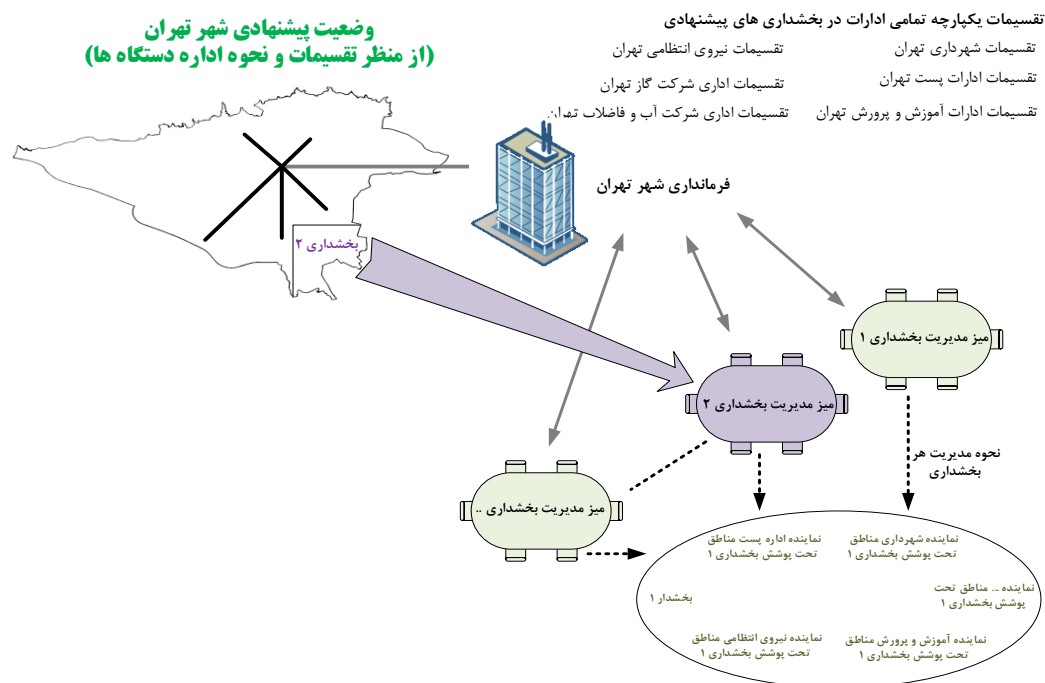 تقسیمات یکپارچه تمامی ادارات در بخشداری های پیشنهادی
تقسیمات شهرداری تهران
تقسیمات نیروی انتظامی تهران
تقسیمات ادارات پست تهران
تقسیمات اداری شرکت گاز تهران
تقسیمات ادارات آموزش و پرورش تهران
تقسیمات اداری شرکت آب و فاضلاب تهران
وضعیت پیشنهادی شهر تهران
(از منظر تقسیمات و نحوه اداره دستگاه ها)
فرمانداری شهر تهران
بخشداری ۲
میز مدیریت بخشداری ۱
میز مدیریت بخشداری ۲
میز مدیریت بخشداری ..
نحوه مدیریت هر
بخشداری
نماینده شهرداری مناطق
تحت پوشش بخشداری ۱
نماینده اداره پست مناطق
تحت پوشش بخشداری ۱
نماینده .. مناطق تحت
پوشش بخشداری ۱
بخشدار ۱
نماینده آموزش و پرورش مناطق
تحت پوشش بخشداری ۱
نماینده نیروی انتظامی مناطق
تحت پوشش بخشداری ۱